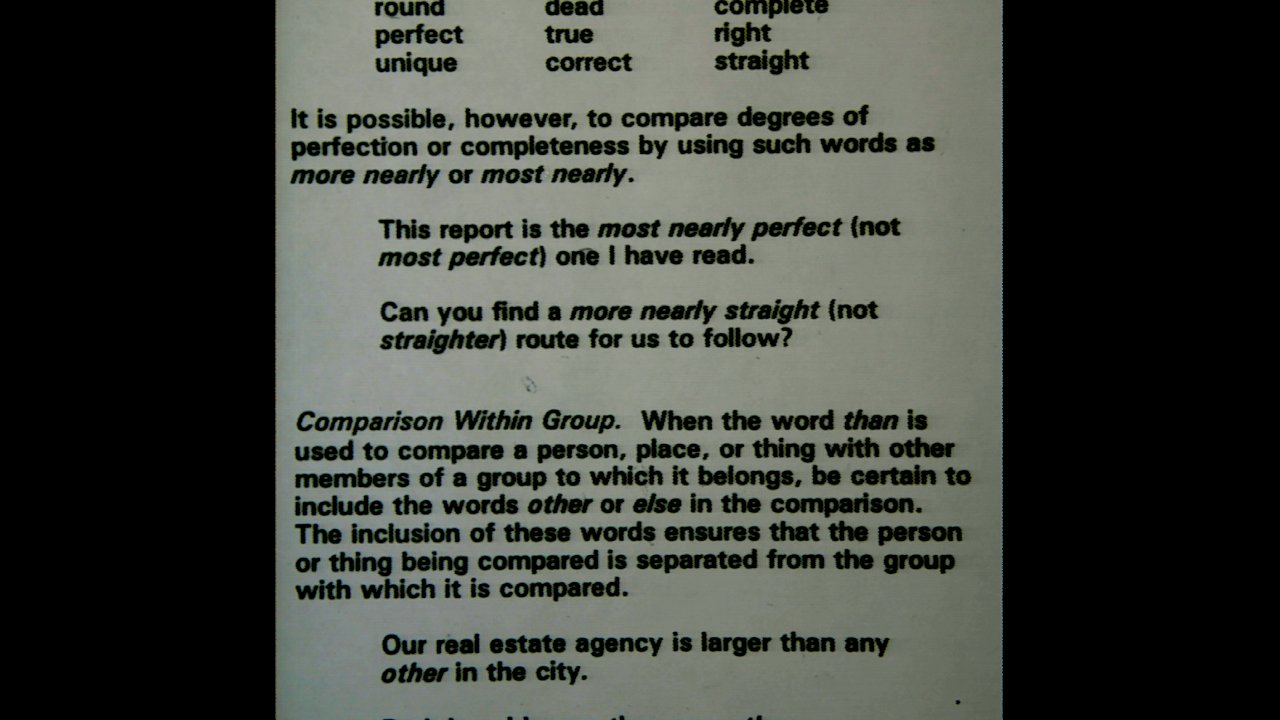 round dead complete
perfect true right
unique correct straight
It is possible, however, to compare degrees of
perfection or completeness by using such words as
more nearly or most nearly.
This report is the most nearly perfect (not
most perfect) one I have read.
Can you find a more nearly straight (not
straighter) route for us to follow?
Comparison Within Group. When the word than is
used to compare a person, place, or thing with other
members of a group to which it belongs, be certain to
include the words other or else in the comparison.
The inclusion of these words ensures that the person
or thing being compared is separated from the group
with which it is compared.
Our real estate agency is larger than any
other in the city.